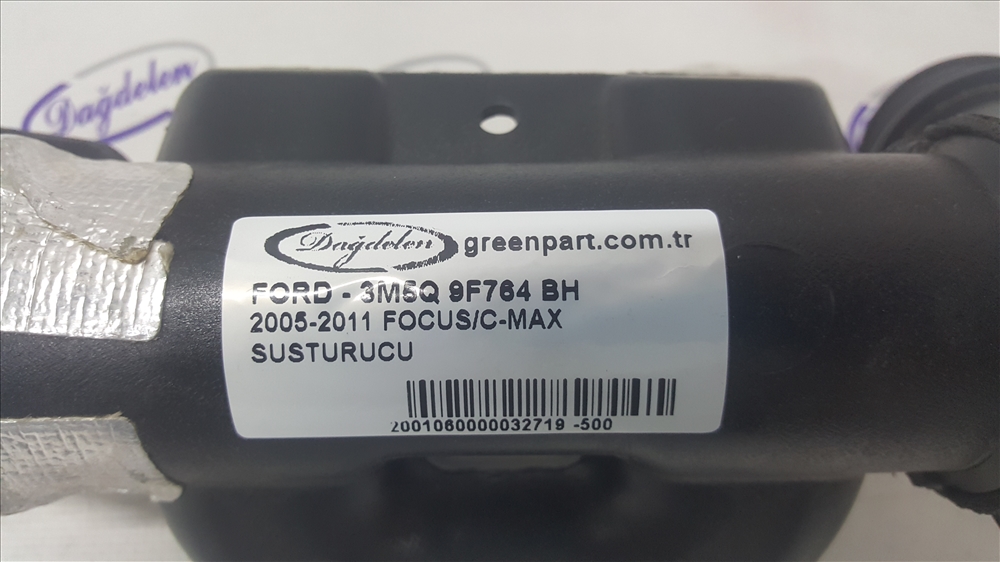 Dağdelen
Dağdelen greenpart.com.tr
FORD - 3M5Q 9F764 BH
2005-2011 FOCUS/C-MAX
SUSTURUCU
2001060000032719 -500